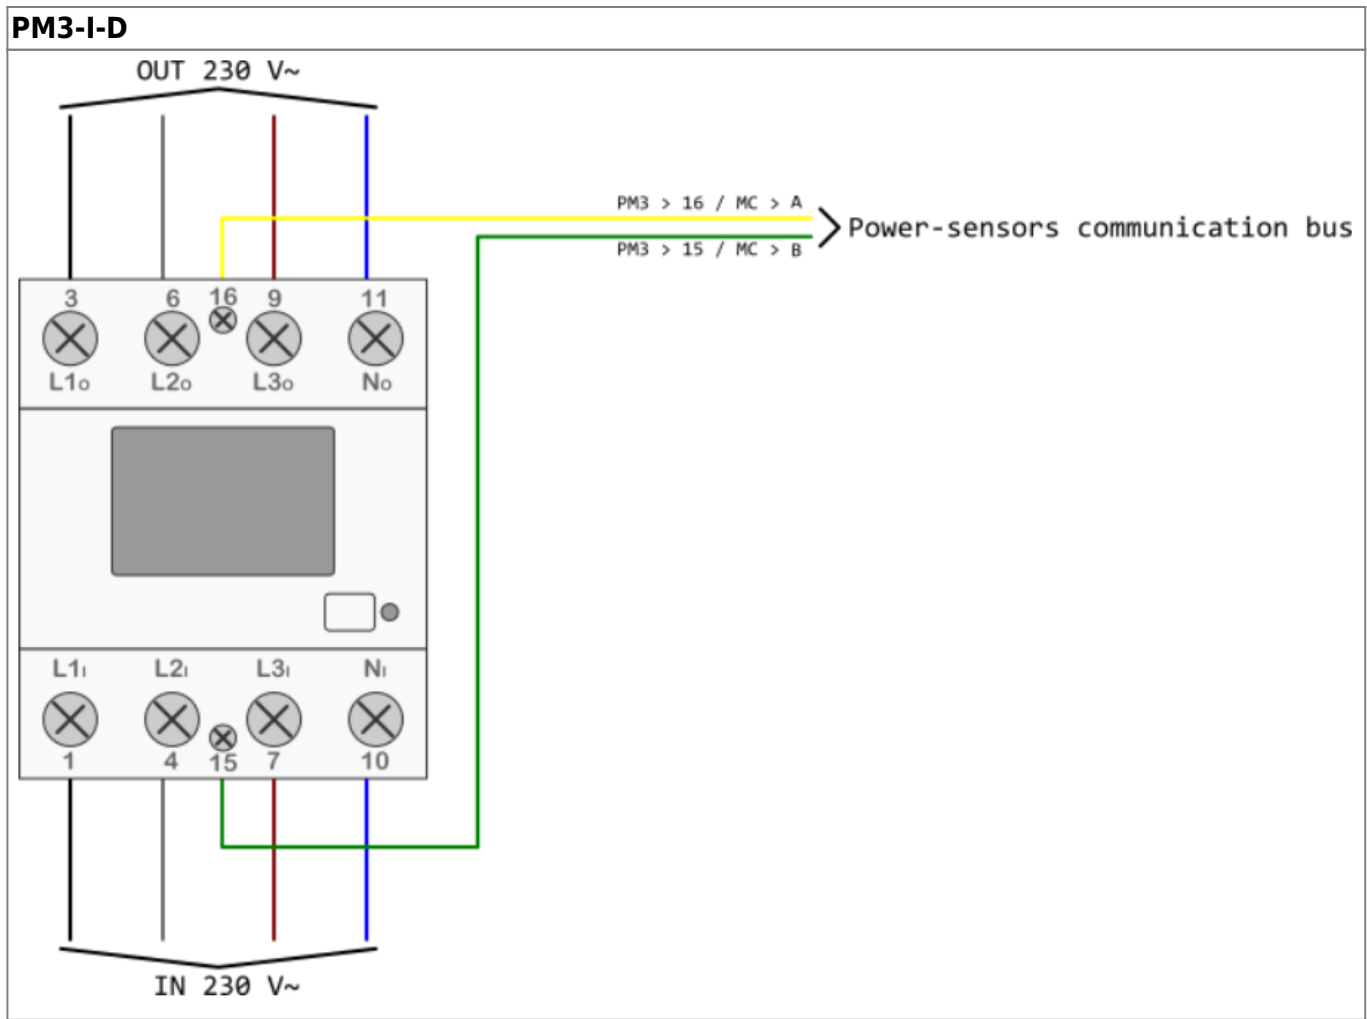 PM3-I-D
OUT 230 V~
PM3 > 16 / MC > A
Power-sensors communication bus
PM3 > 15 / MC > B
3 6 16 9 11
L1o L2o L3o No
L1I L2I L3I NI
1 4 15 7 10
IN 230 V~